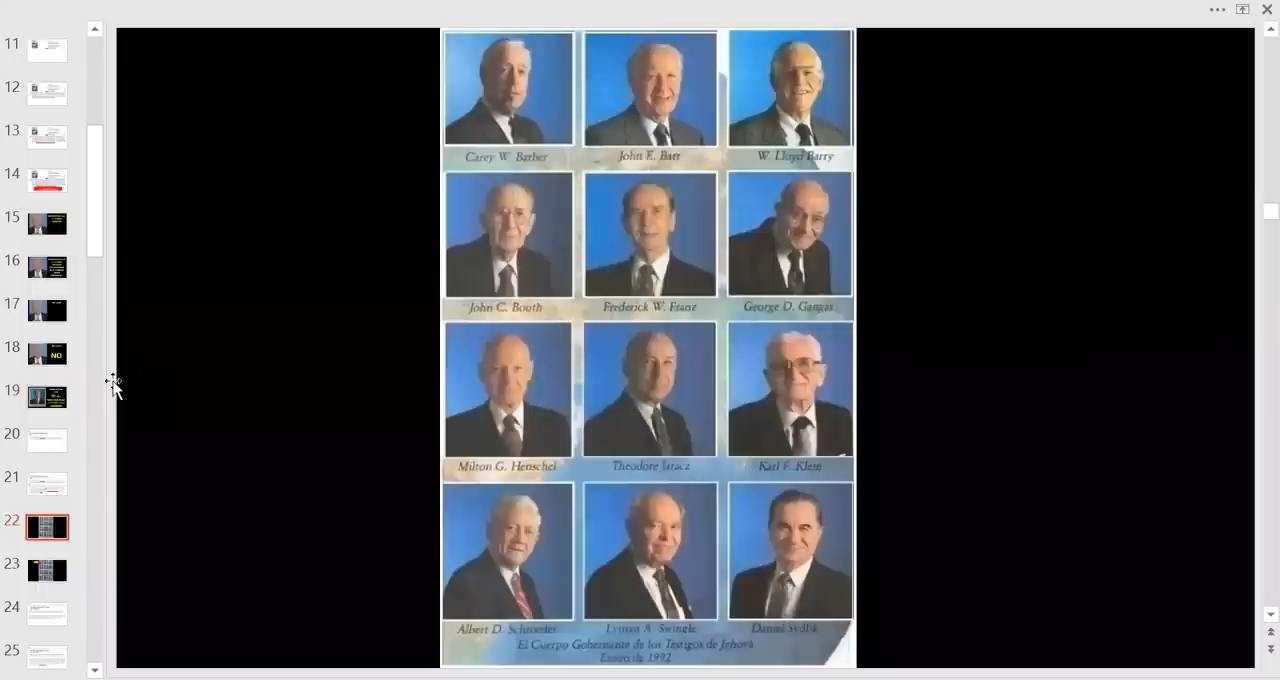 11
12
13
14
15
16
17
18
NO
19
20
21
22
23
24
25
Carey W. Barber
John E. Barr
W. Lloyd Barry
John C. Booth
Frederick W. Franz
George D. Gangas
Milton G. Henschel
Theodore Jaracz
Karl F. Klein
Albert D. Schroeder
Lyman A. Swingle
Daniel Sydlik
El Cuerpo Gobernante de los Testigos de Jehová
Enero de 1992